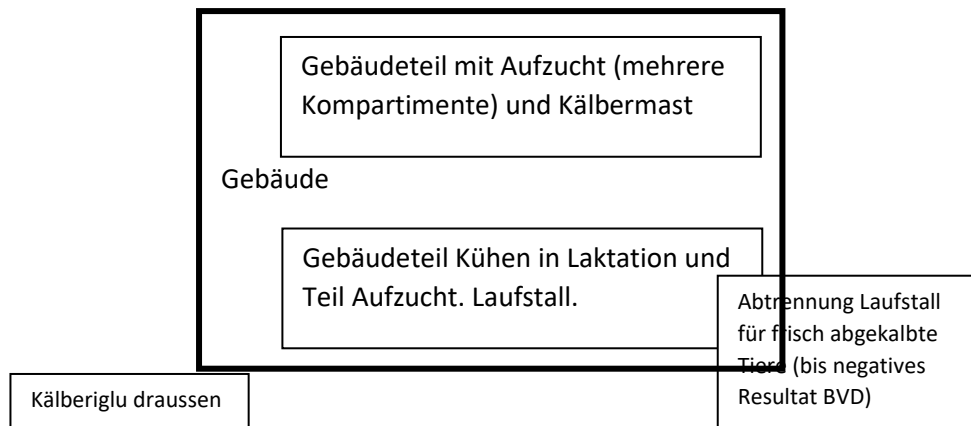 Gebäudeteil mit Aufzucht (mehrere
Kompartimente) und Kälbermast
Gebäude
Gebäudeteil Kühen in Laktation und
Teil Aufzucht. Laufstall.
Abtrennung Laufstall
für frisch abgekalbte
Tiere (bis negatives
Resultat BVD)
Kälberiglu draussen